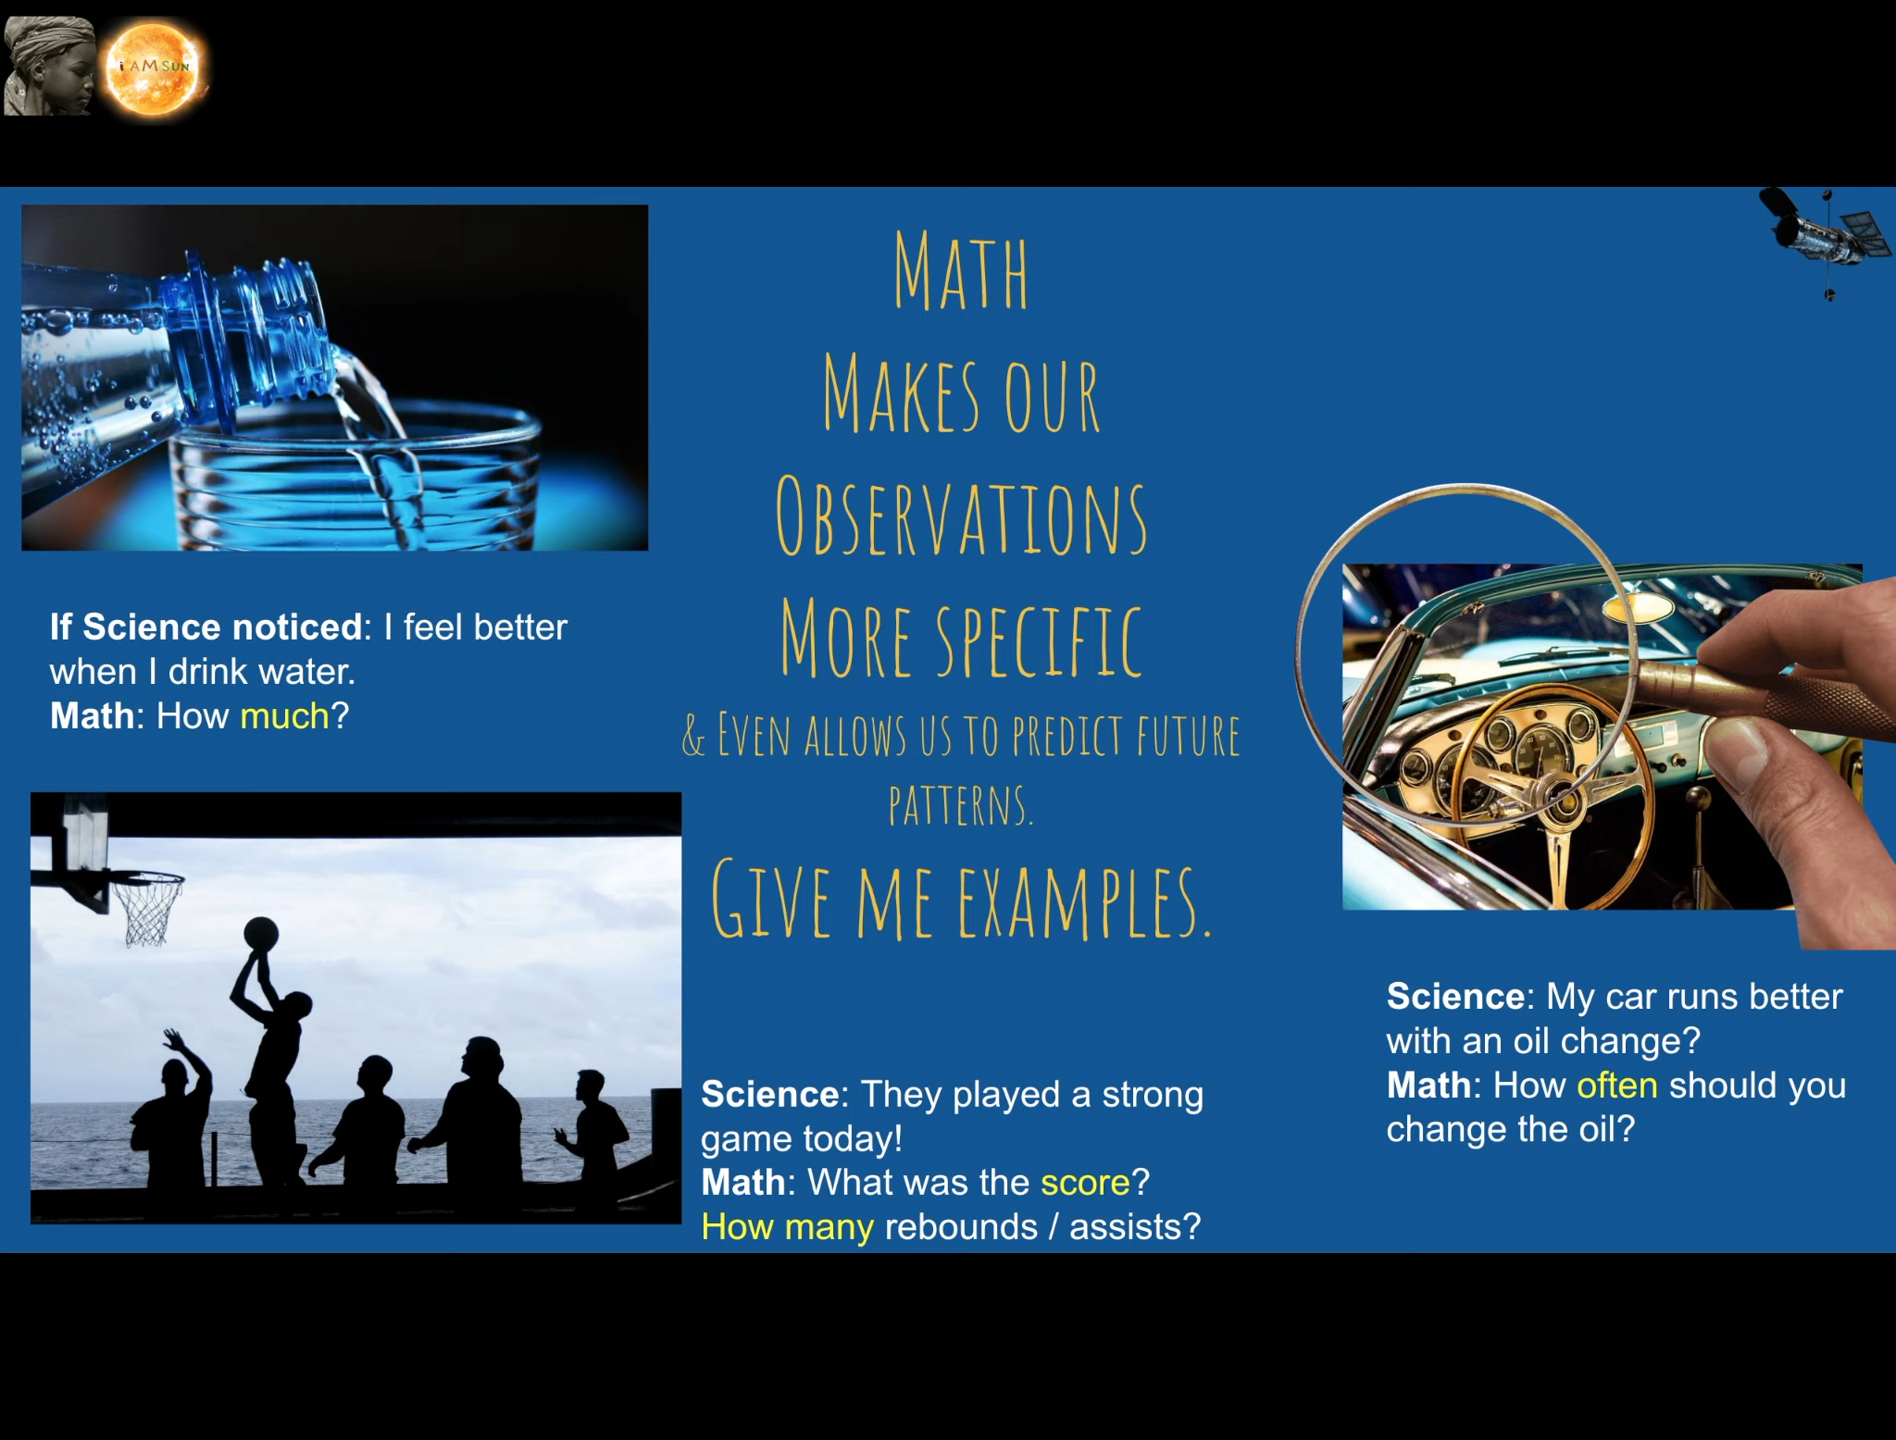 i AM SUN
MATH
MAKES OUR
OBSERVATIONS
MORE SPECIFIC
& EVEN ALLOWS US TO PREDICT FUTURE
PATTERNS.
GIVE ME EXAMPLES.
If Science noticed: I feel better
when I drink water.
Math: How much?
Science: They played a strong
game today!
Math: What was the score?
How many rebounds / assists?
Science: My car runs better
with an oil change?
Math: How often should you
change the oil?